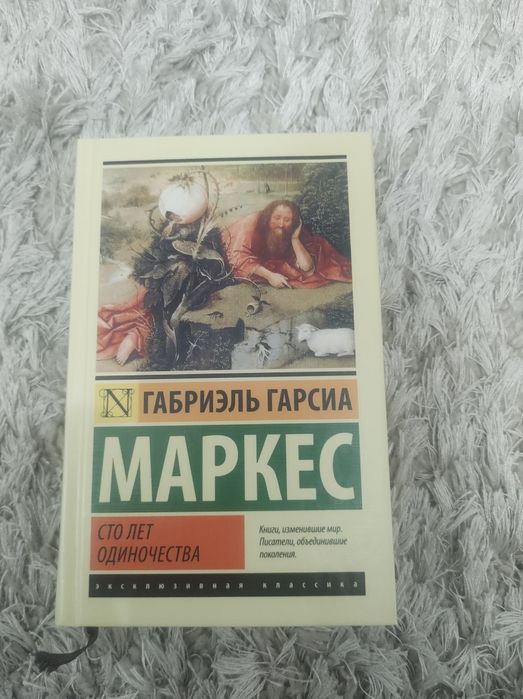 N
ГАБРИЭЛЬ ГАРСИА
МАРКЕС
СТО ЛЕТ
ОДИНОЧЕСТВА
Книги, изменившие мир.
Писатели, объединившие
поколения.
эксклюзивная классика